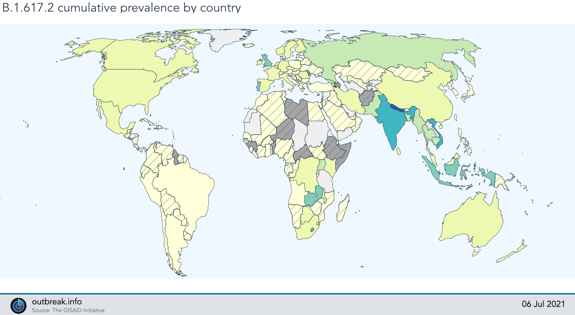 B.1.617.2 cumulative prevalence by country
outbreak.info
Source: The GISAID Initiative
06 Jul 2021